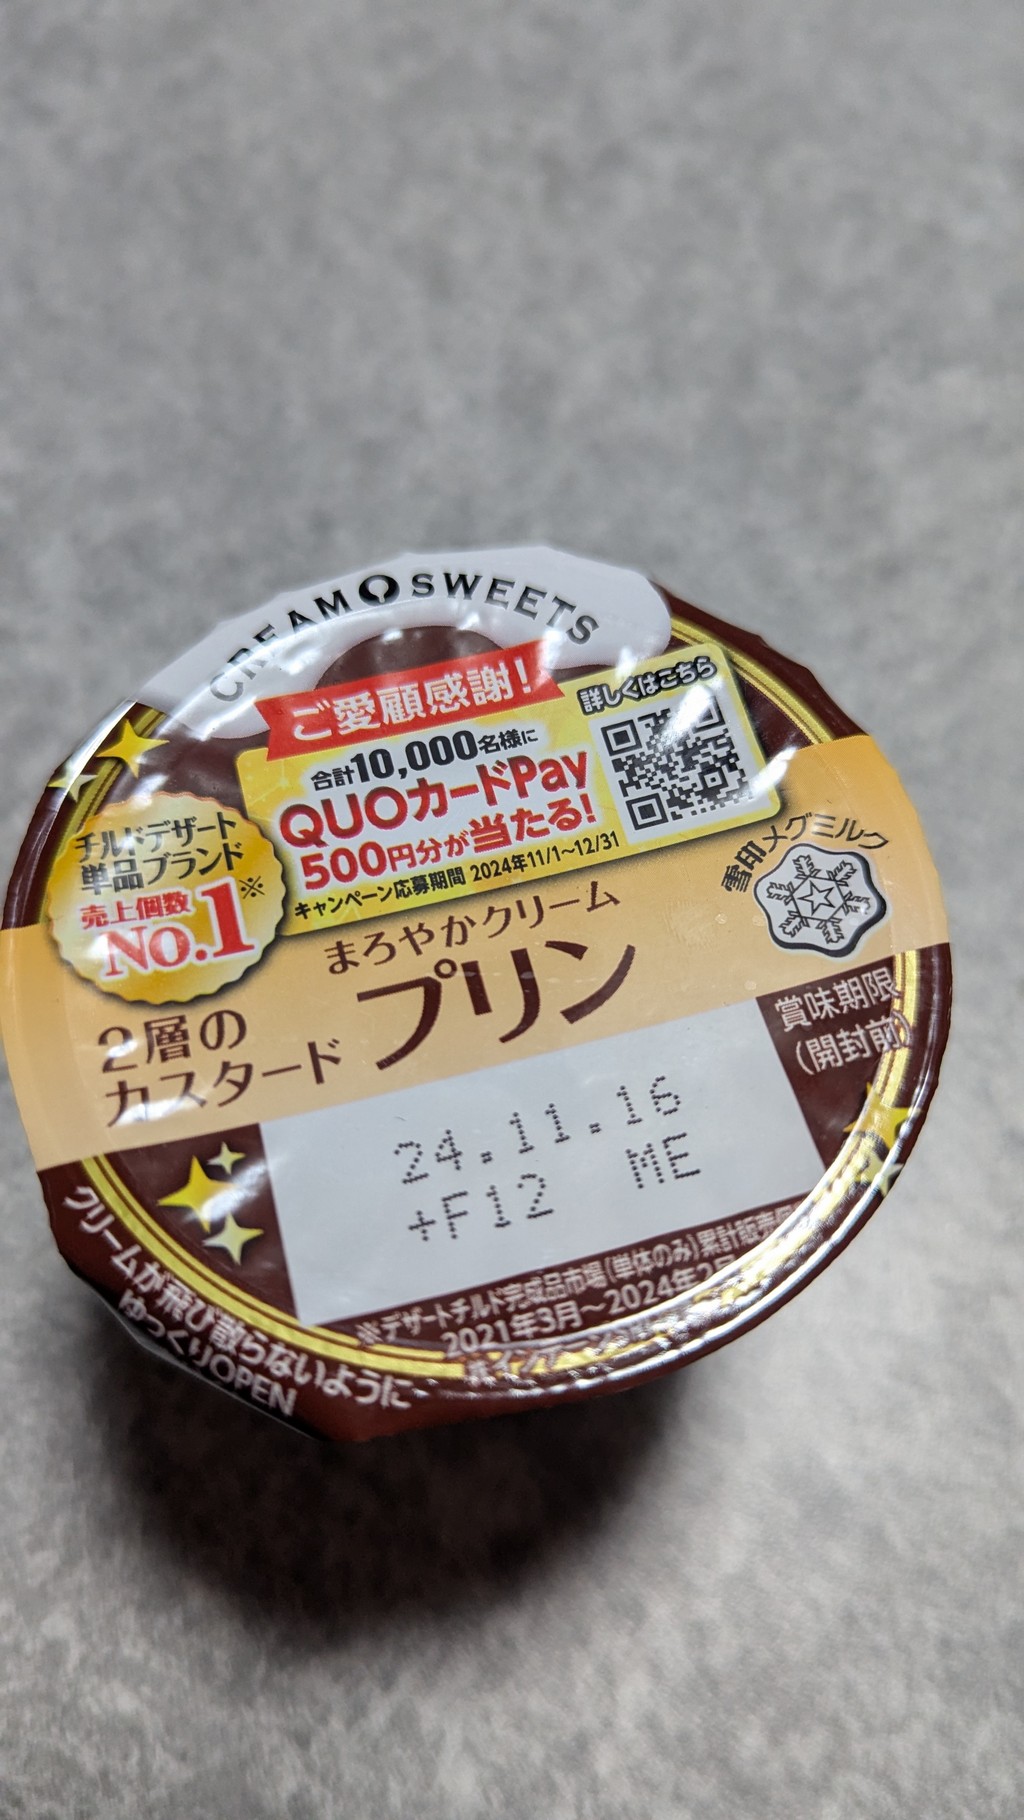 CREAM SWEETS
ご愛顧感謝!
合計10,000名様に
QUOカードPay
500円分が当たる!
キャンペーン応募期間 2024年11/1~12/31
詳しくはこちら
チルドデザート
単品ブランド
売上個数
No.1※
雪印メグミルク
まろやかクリーム
プリン
2層の
カスタード
賞味期限
(開封前)
24.11.16
+F12 ME
※デザートチルド完成品市場(単体のみ)累計販売
2021年3月~2024年2月
クリームが飛び散らないように
ゆっくりOPEN